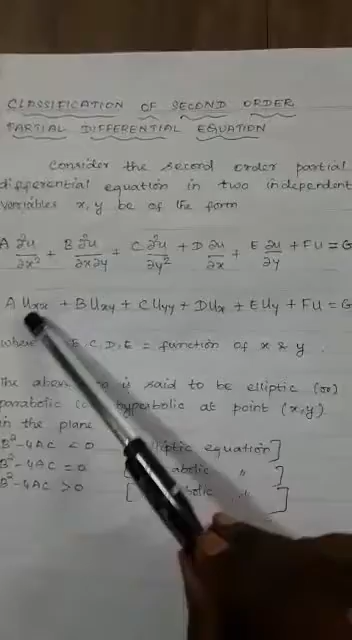 CLASSIFICATION OF SECOND ORDER
PARTIAL DIFFERENTIAL EQUATION
Consider the second order partial
differential equation in two independent
variables x, y be of the form
A ∂²u/∂x² + B ∂²u/∂x∂y + C ∂²u/∂y² + D ∂u/∂x + E ∂u/∂y + FU = G
A Uxx + B Uxy + C Uyy + DUx + EUy + FU = G
B, C, D, E = function of x & y.
The above is said to be elliptic (or)
parabolic hyperbolic at point (x,y)
in the plane
B²-4AC < 0 equation]
B²-4AC = 0 [ " ]
B²-4AC > 0 [ " ]